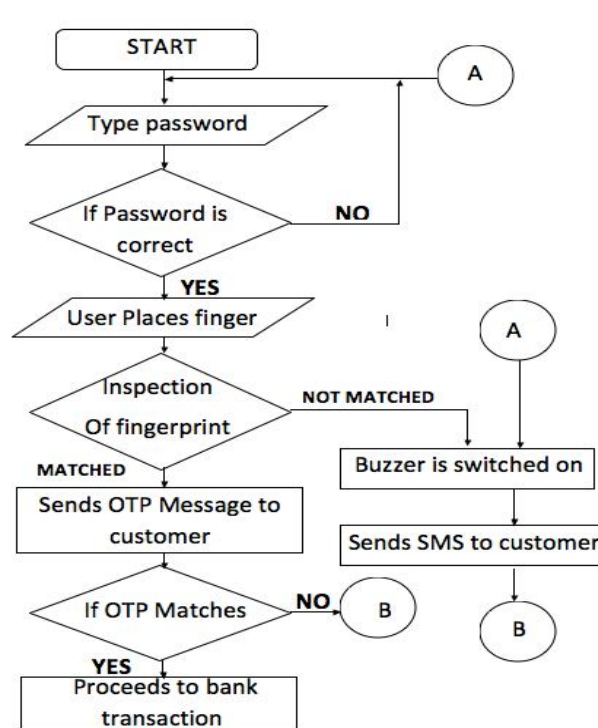 START
A
Type password
If Password is
correct
NO
YES
User Places finger
A
Inspection
Of fingerprint
NOT MATCHED
MATCHED
Buzzer is switched on
Sends OTP Message to
customer
Sends SMS to customer
If OTP Matches
NO
B
B
YES
Proceeds to bank
transaction